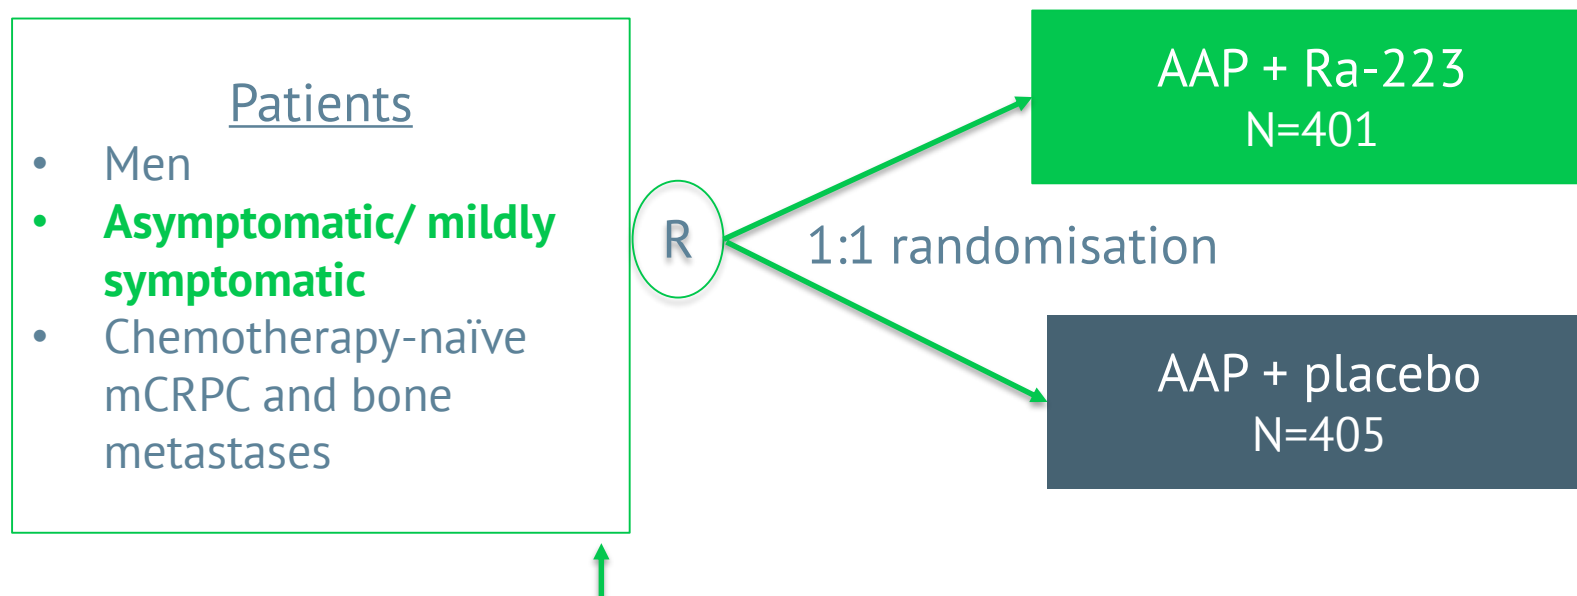 Patients
• Men
• Asymptomatic/ mildly
symptomatic
• Chemotherapy-naïve
mCRPC and bone
metastases
R
1:1 randomisation
AAP + Ra-223
N=401
AAP + placebo
N=405